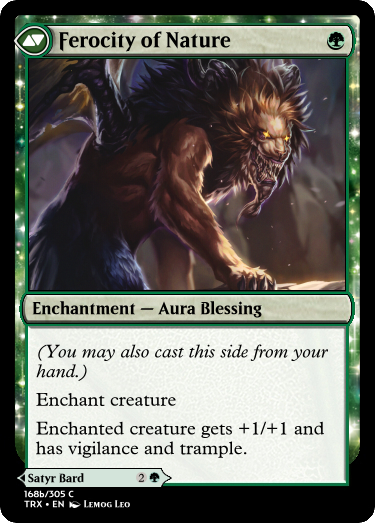 Ferocity of Nature
Enchantment — Aura Blessing
(You may also cast this side from your
hand.)
Enchant creature
Enchanted creature gets +1/+1 and
has vigilance and trample.
Satyr Bard 2
168b/305 C
TRX • EN Lemog Leo